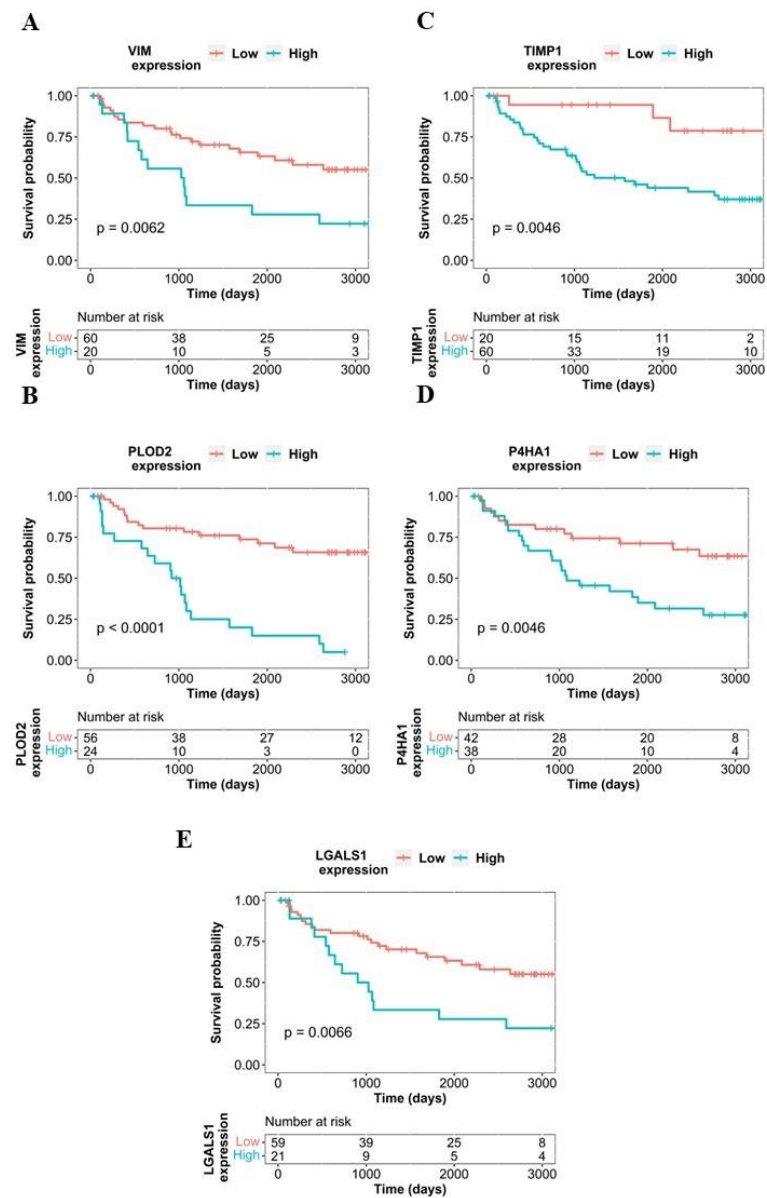 A
VIM
expression
Low High
Survival probability
1.00
0.75
0.50
0.25
0.00
p = 0.0062
0 1000 2000 3000
Time (days)
Number at risk
VIM
expression
Low 60 38 25 9
High 20 10 5 3
0 1000 2000 3000
Time (days)
C
TIMP1
expression
Low High
Survival probability
1.00
0.75
0.50
0.25
0.00
p = 0.0046
0 1000 2000 3000
Time (days)
Number at risk
TIMP1
expression
Low 20 15 11 2
High 60 33 19 10
0 1000 2000 3000
Time (days)
B
PLOD2
expression
Low High
Survival probability
1.00
0.75
0.50
0.25
0.00
p < 0.0001
0 1000 2000 3000
Time (days)
Number at risk
PLOD2
expression
Low 56 38 27 12
High 24 10 3 0
0 1000 2000 3000
Time (days)
D
P4HA1
expression
Low High
Survival probability
1.00
0.75
0.50
0.25
0.00
p = 0.0046
0 1000 2000 3000
Time (days)
Number at risk
P4HA1
expression
Low 42 28 20 8
High 38 20 10 4
0 1000 2000 3000
Time (days)
E
LGALS1
expression
Low High
Survival probability
1.00
0.75
0.50
0.25
0.00
p = 0.0066
0 1000 2000 3000
Time (days)
Number at risk
LGALS1
expression
Low 59 39 25 8
High 21 9 5 4
0 1000 2000 3000
Time (days)